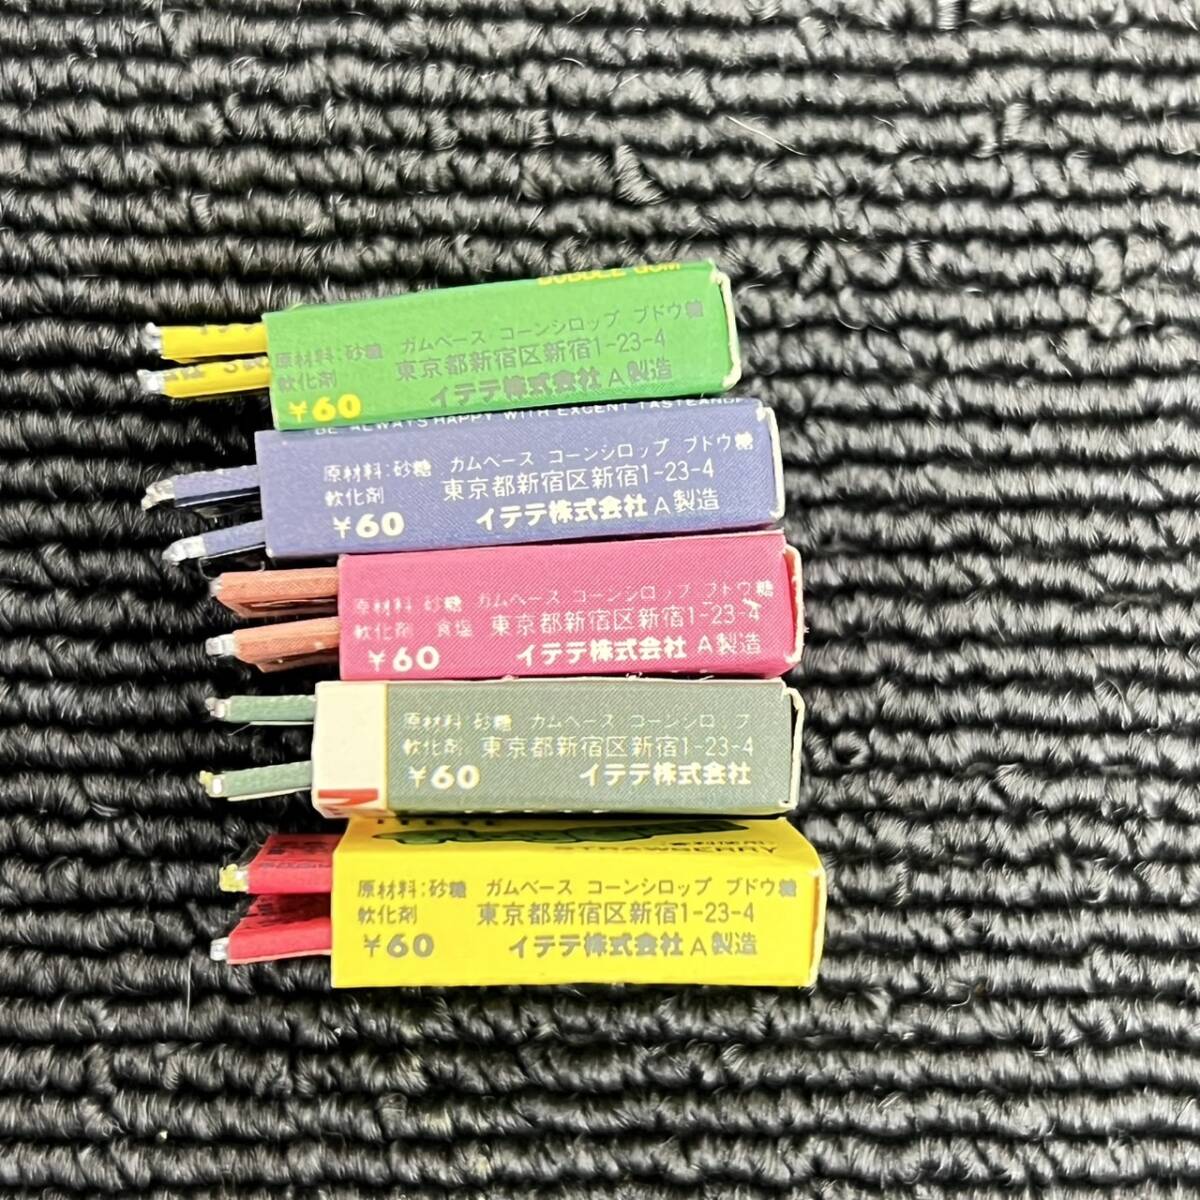 BUBBLE GUM
原材料:砂糖 ガムベース コーンシロップ ブドウ糖
軟化剤 東京都新宿区新宿1-23-4
¥60 イテテ株式会社 A製造
BE ALWAYS HAPPY WITH EXCENT TASTEANDF
原材料:砂糖 ガムベース コーンシロップ ブドウ糖
軟化剤 東京都新宿区新宿1-23-4
¥60 イテテ株式会社 A製造
原材料 砂糖 ガムベース コーンシロップ ブドウ糖
軟化剤 食塩 東京都新宿区新宿1-23-4
¥60 イテテ株式会社 A製造
原材料:砂糖 ガムベース コーンシロップ
軟化剤 東京都新宿区新宿1-23-4
¥60 イテテ株式会社
STRAWBERRY
原材料:砂糖 ガムベース コーンシロップ ブドウ糖
軟化剤 東京都新宿区新宿1-23-4
¥60 イテテ株式会社 A製造